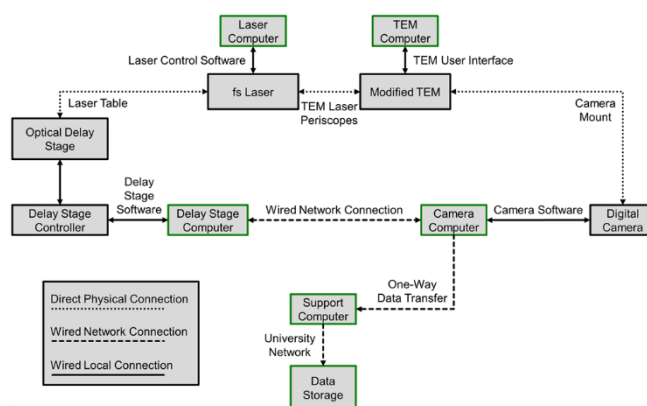 Laser
Computer
TEM
Computer
Laser Control Software
TEM User Interface
fs Laser
Modified TEM
Laser Table
TEM Laser
Periscopes
Camera
Mount
Optical Delay
Stage
Delay
Stage
Software
Delay Stage
Controller
Delay Stage
Computer
Wired Network Connection
Camera
Computer
Camera Software
Digital
Camera
One-Way
Data Transfer
Direct Physical Connection
Wired Network Connection
Wired Local Connection
Support
Computer
University
Network
Data
Storage